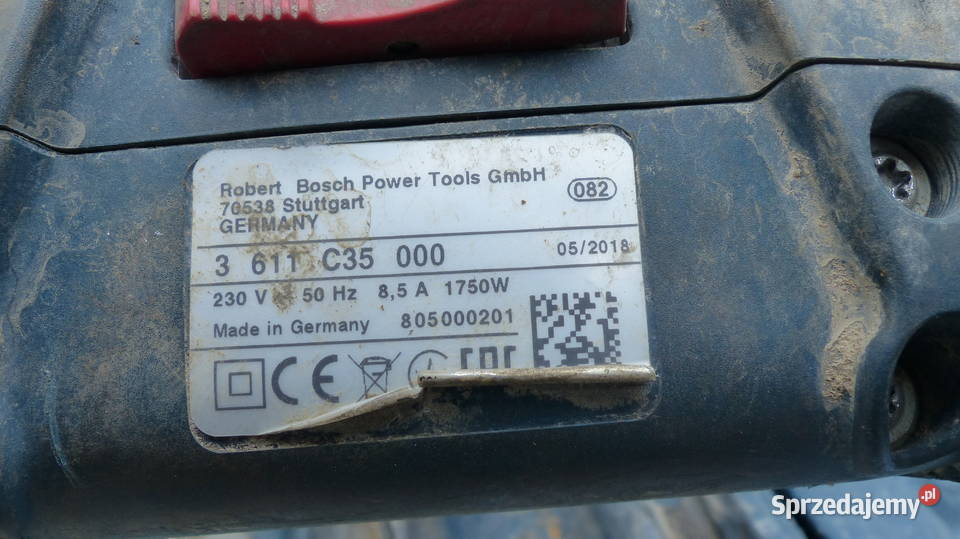 Robert Bosch Power Tools GmbH
70538 Stuttgart
GERMANY
082
3 611 C35 000
05/2018
230 V ~ 50 Hz 8,5 A 1750W
Made in Germany 805000201
CE EAC
Sprzedajemy.pl